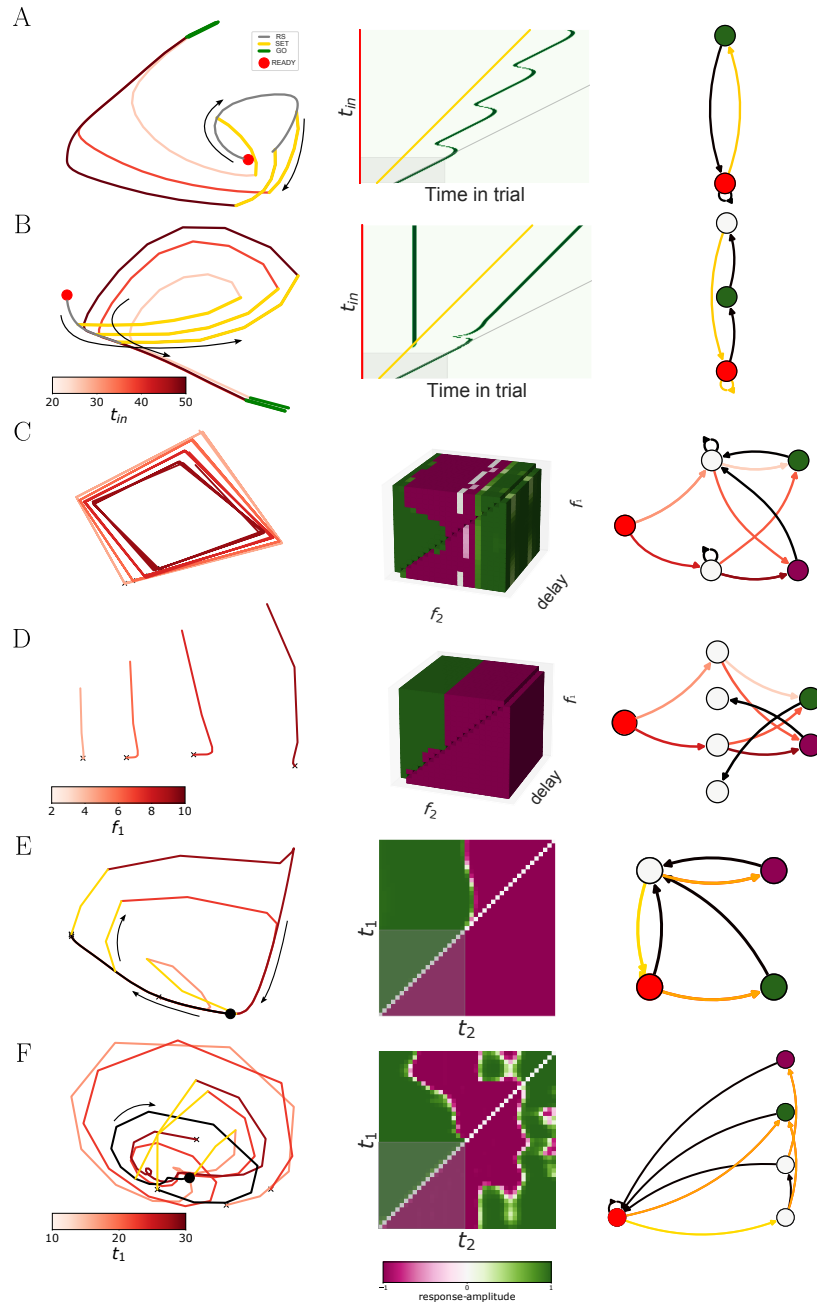 A
RS
SET
GO
READY
t_in
Time in trial
B
t_in
Time in trial
20 30 40 50
t_in
C
f_1
delay
f_2
D
f_1
delay
f_2
2 4 6 8 10
f_1
E
t_1
t_2
F
t_1
t_2
10 20 30
t_1
−1 0 1
response-amplitude